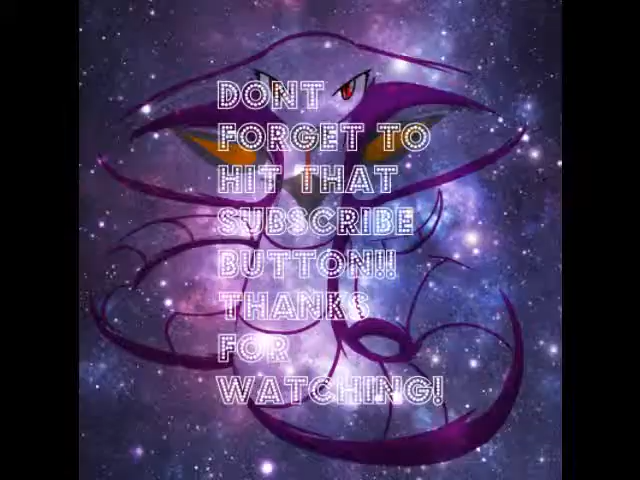 DONT
FORGET TO
HIT THAT
SUBSCRIBE
BUTTON!!
THANKS
FOR
WATCHING!